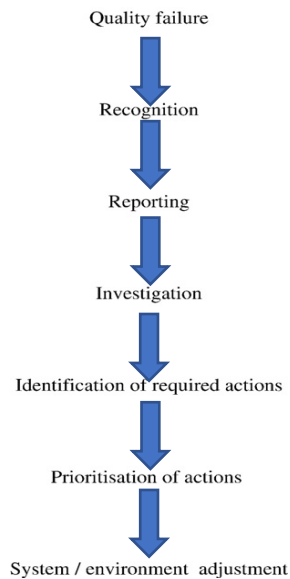 Quality failure
Recognition
Reporting
Investigation
Identification of required actions
Prioritisation of actions
System / environment adjustment